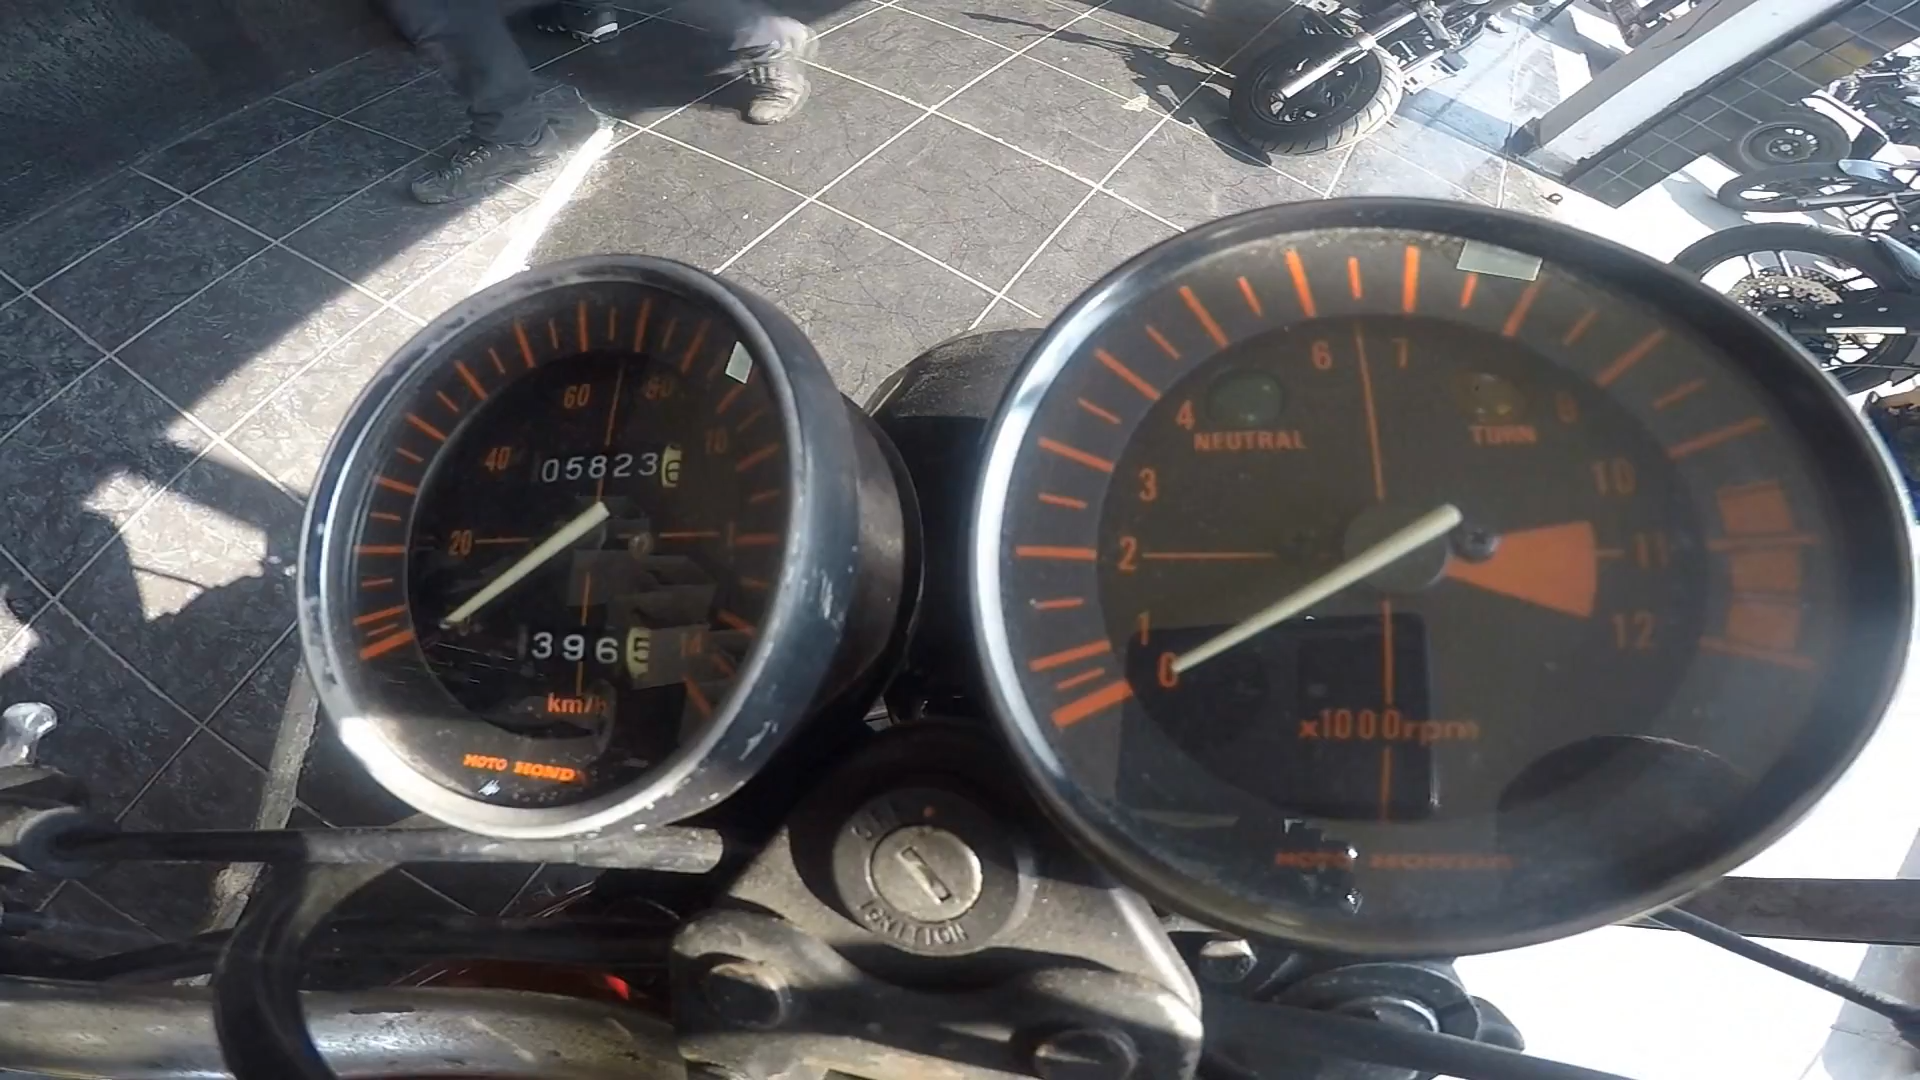 60 80
40 05823
20
3965 14
km/h
MOTO HONDA
6 7
4 8
NEUTRAL TURN
3 10
2 11
1 12
0
x1000rpm
MOTO HONDA
OFF
IGNITION